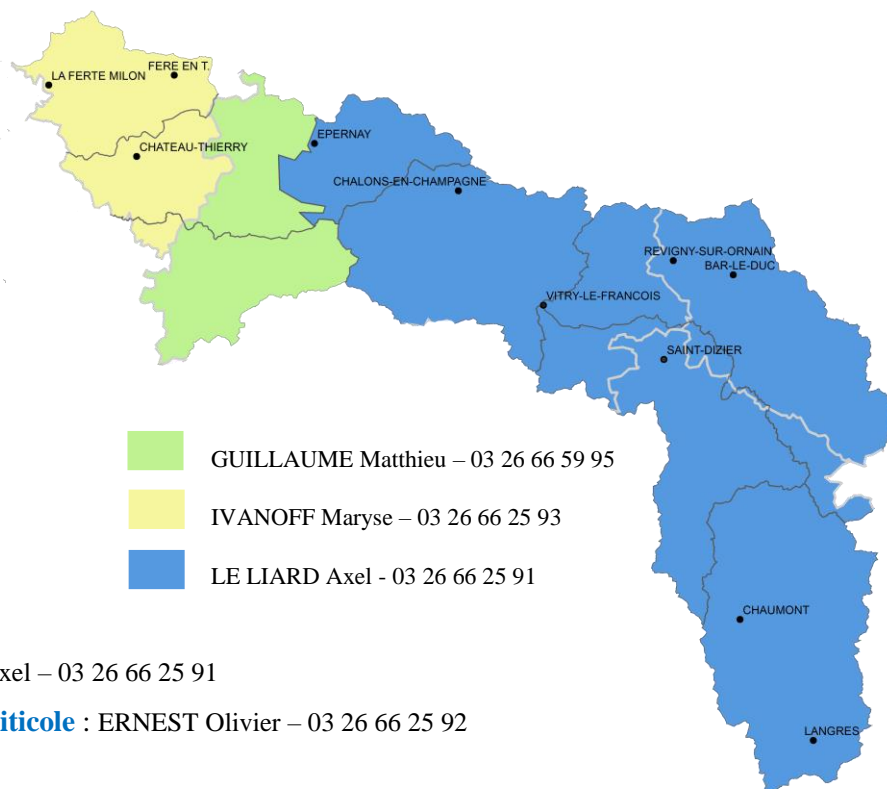 FERE EN T.
LA FERTE MILON
EPERNAY
CHATEAU-THIERRY
CHALONS-EN-CHAMPAGNE
REVIGNY-SUR-ORNAIN
BAR-LE-DUC
VITRY-LE-FRANCOIS
SAINT-DIZIER
GUILLAUME Matthieu – 03 26 66 59 95
IVANOFF Maryse – 03 26 66 25 93
LE LIARD Axel - 03 26 66 25 91
CHAUMONT
xel – 03 26 66 25 91
iticole : ERNEST Olivier – 03 26 66 25 92
LANGRES